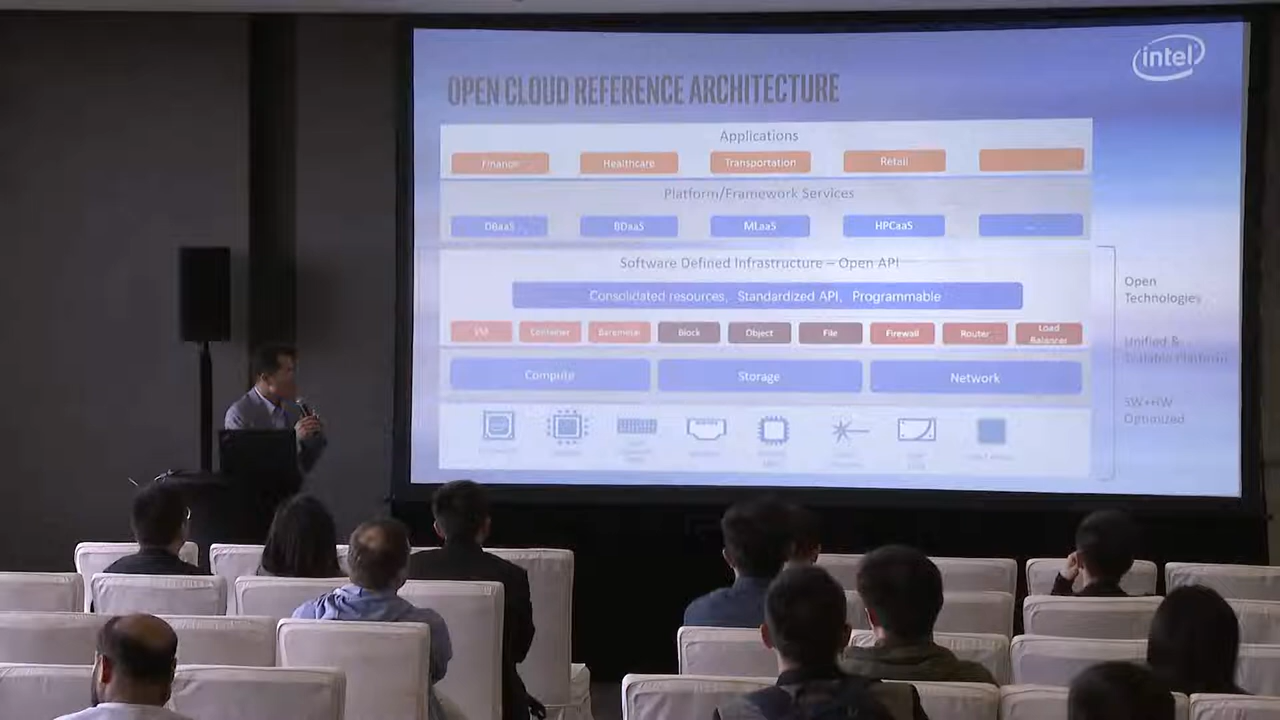 intel
OPEN CLOUD REFERENCE ARCHITECTURE
Applications
Finance Healthcare Transportation Retail
Platform/Framework Services
DBaaS BDaaS MLaaS HPCaaS ...
Software Defined Infrastructure – Open API
Consolidated resources, Standardized API, Programmable
VM Container Baremetal Block Object File Firewall Router Load Balancer
Compute Storage Network
Open
Technologies
Unified &
Scalable Platform
SW+HW
Optimized